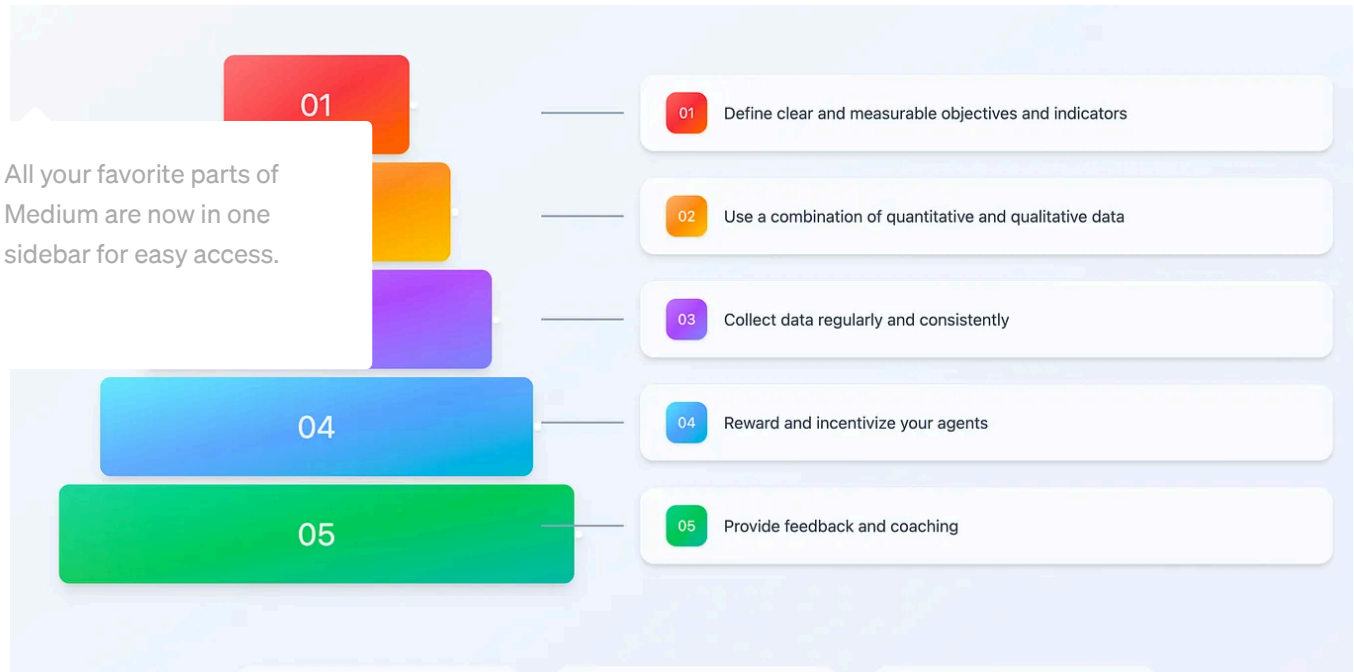 01
All your favorite parts of
Medium are now in one
sidebar for easy access.
04
05
01 Define clear and measurable objectives and indicators
02 Use a combination of quantitative and qualitative data
03 Collect data regularly and consistently
04 Reward and incentivize your agents
05 Provide feedback and coaching